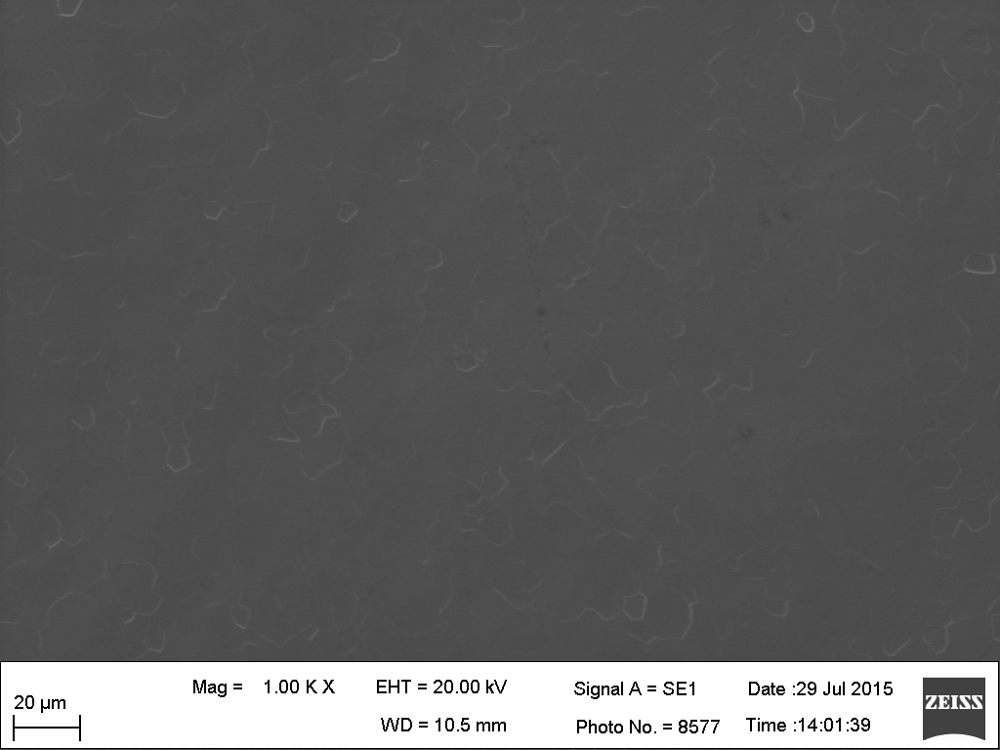 20 µm
Mag = 1.00 K X
EHT = 20.00 kV
WD = 10.5 mm
Signal A = SE1
Photo No. = 8577
Date :29 Jul 2015
Time :14:01:39
ZEISS